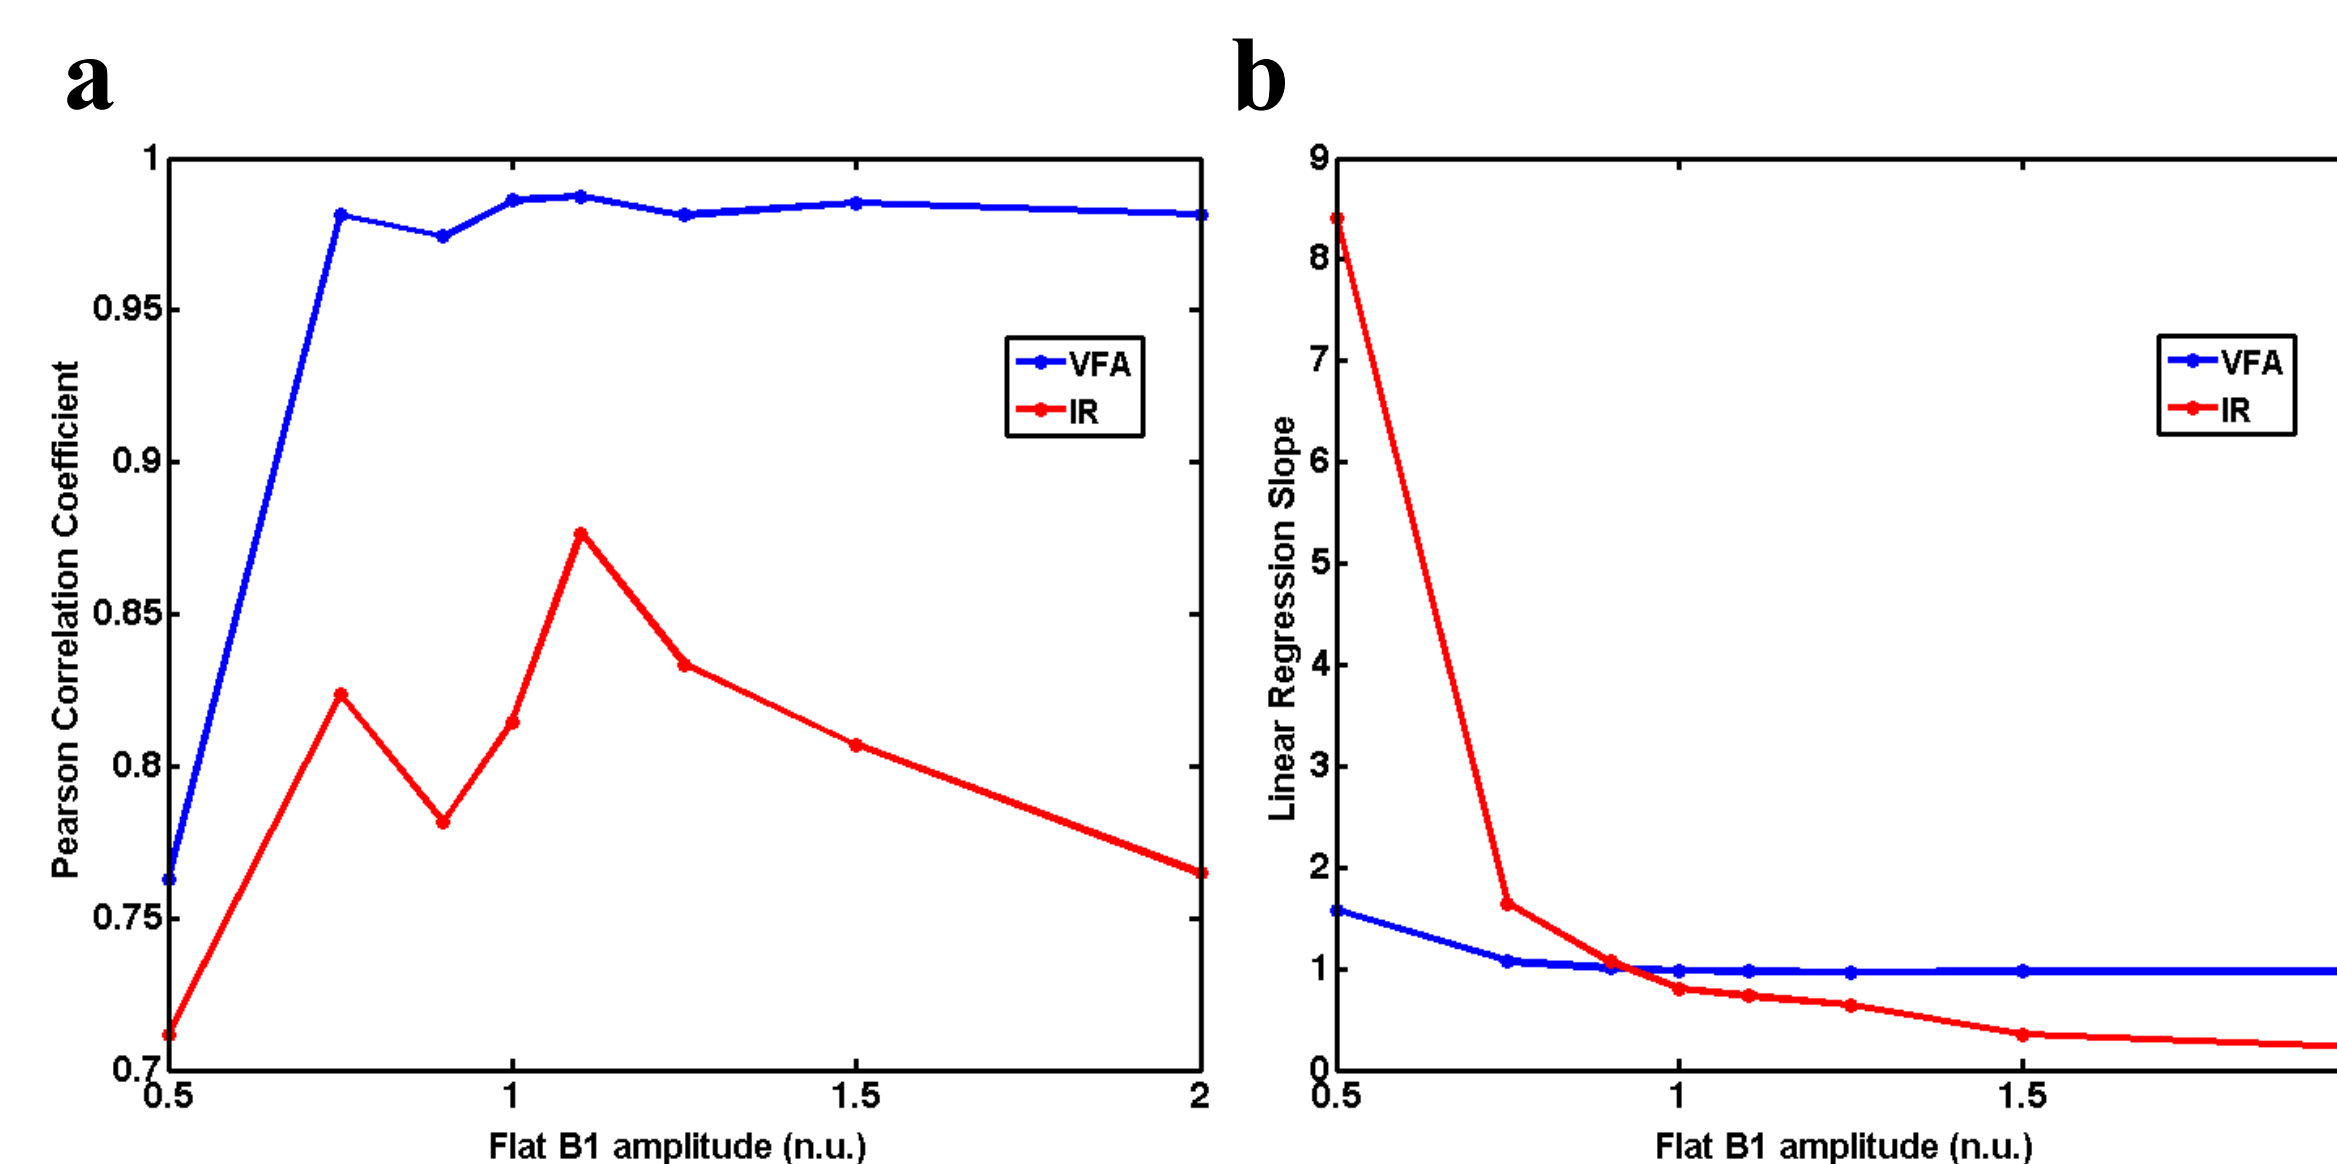 a
1
0.95
0.9
0.85
0.8
0.75
0.7
0.5
1
1.5
2
Pearson Correlation Coefficient
Flat B1 amplitude (n.u.)
VFA
IR
b
9
8
7
6
5
4
3
2
1
0
0.5
1
1.5
Linear Regression Slope
Flat B1 amplitude (n.u.)
VFA
IR